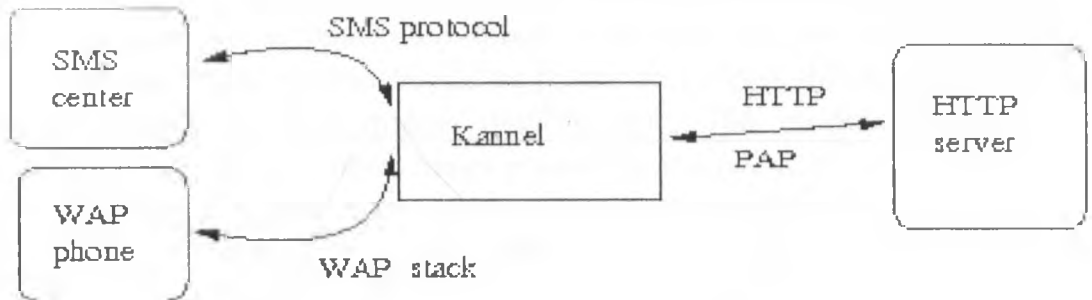 SMS protocol
SMS
center
Kannel
HTTP
PAP
HTTP
server
WAP
phone
WAP stack